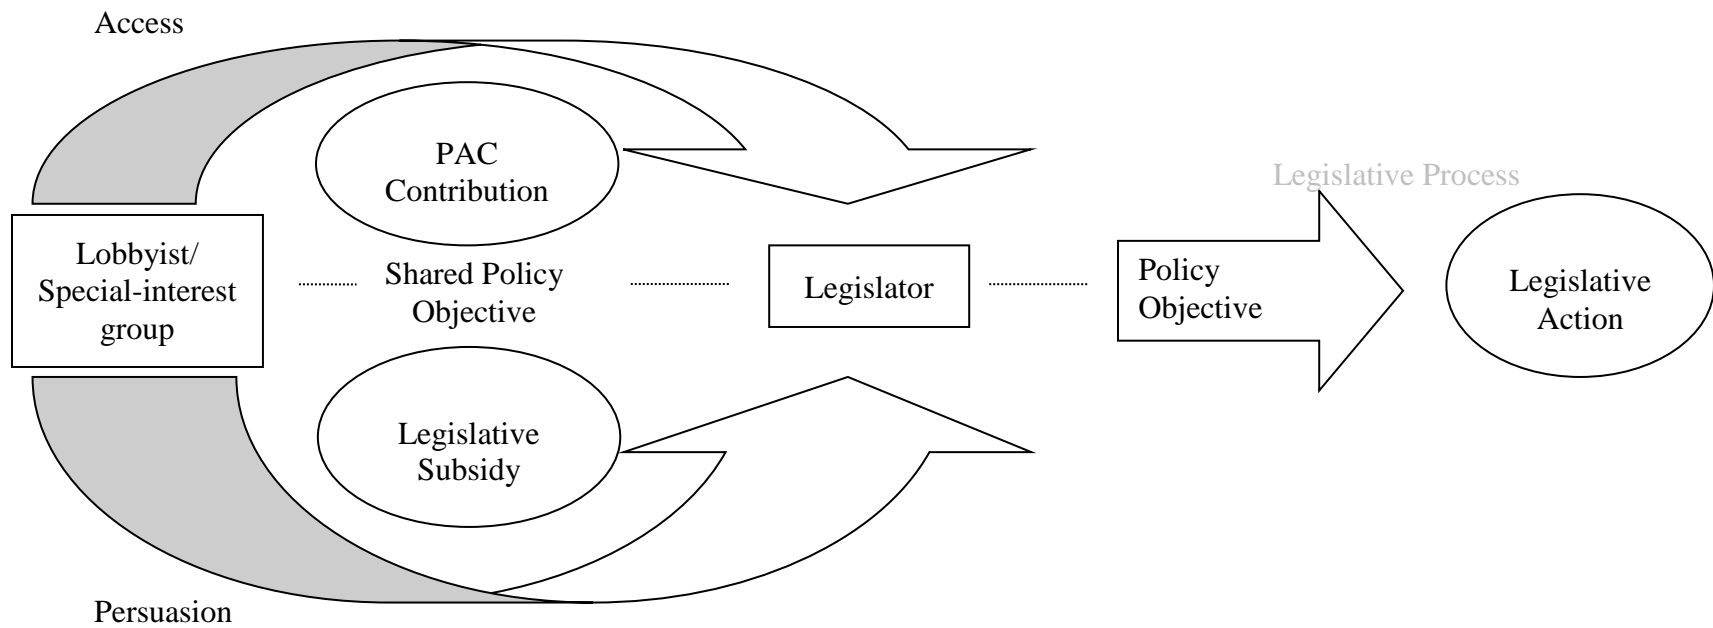 Access
PAC
Contribution
Legislative Process
Lobbyist/
Special-interest
group
Shared Policy
Objective
Legislator
Policy
Objective
Legislative
Action
Legislative
Subsidy
Persuasion